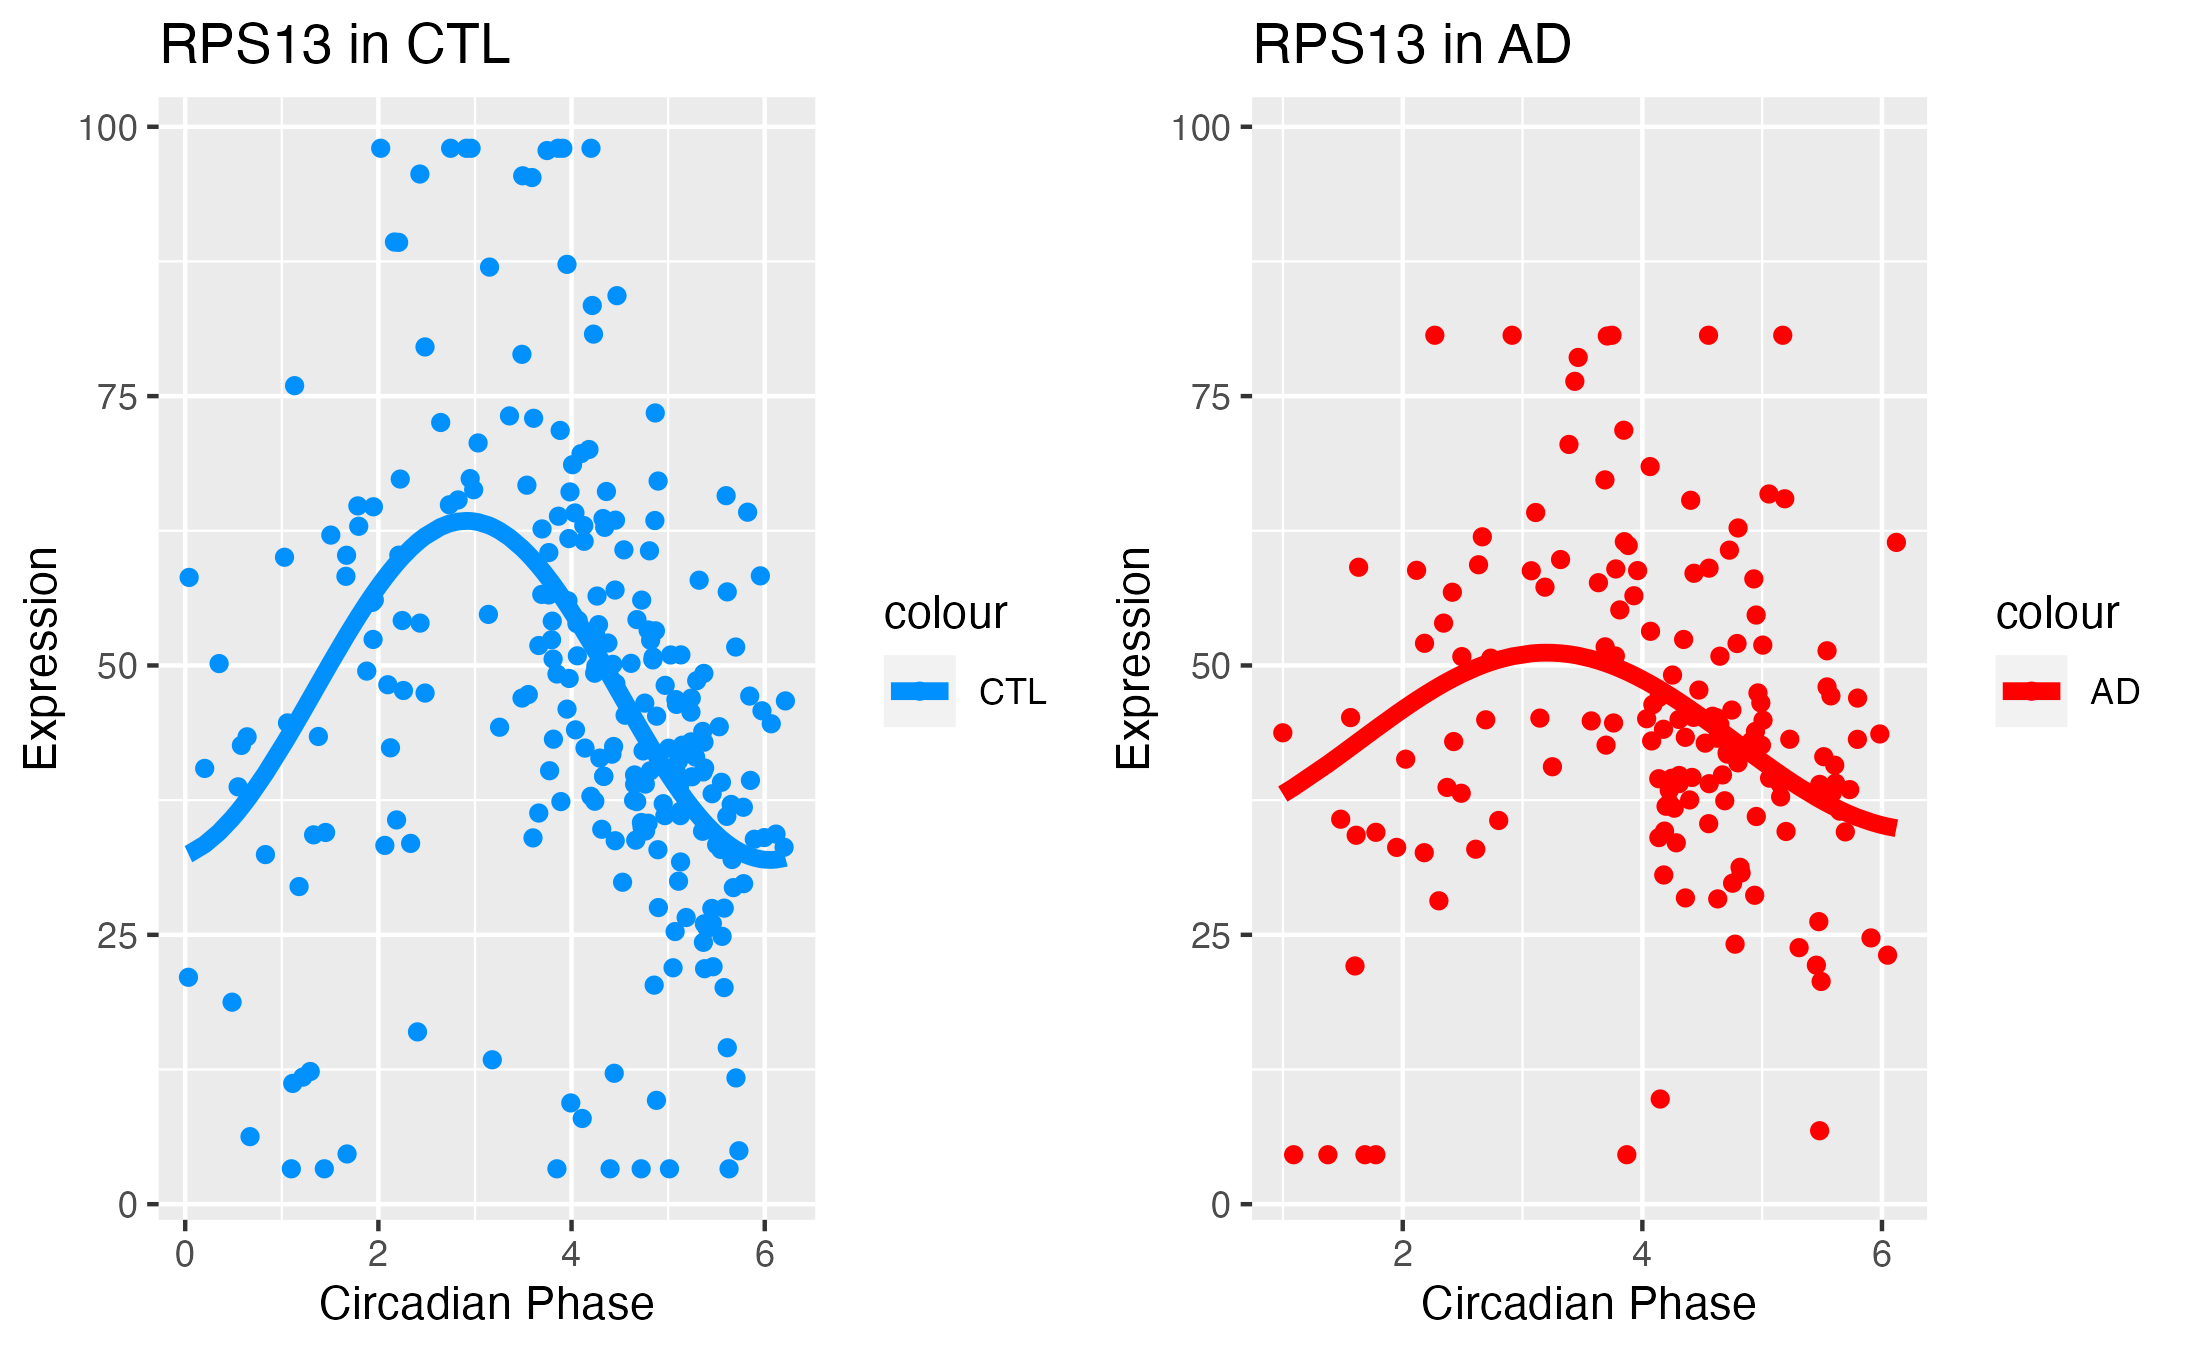 RPS13 in CTL
100
75
50
25
0
Expression
0 2 4 6
Circadian Phase
colour
CTL
RPS13 in AD
100
75
50
25
0
Expression
2 4 6
Circadian Phase
colour
AD